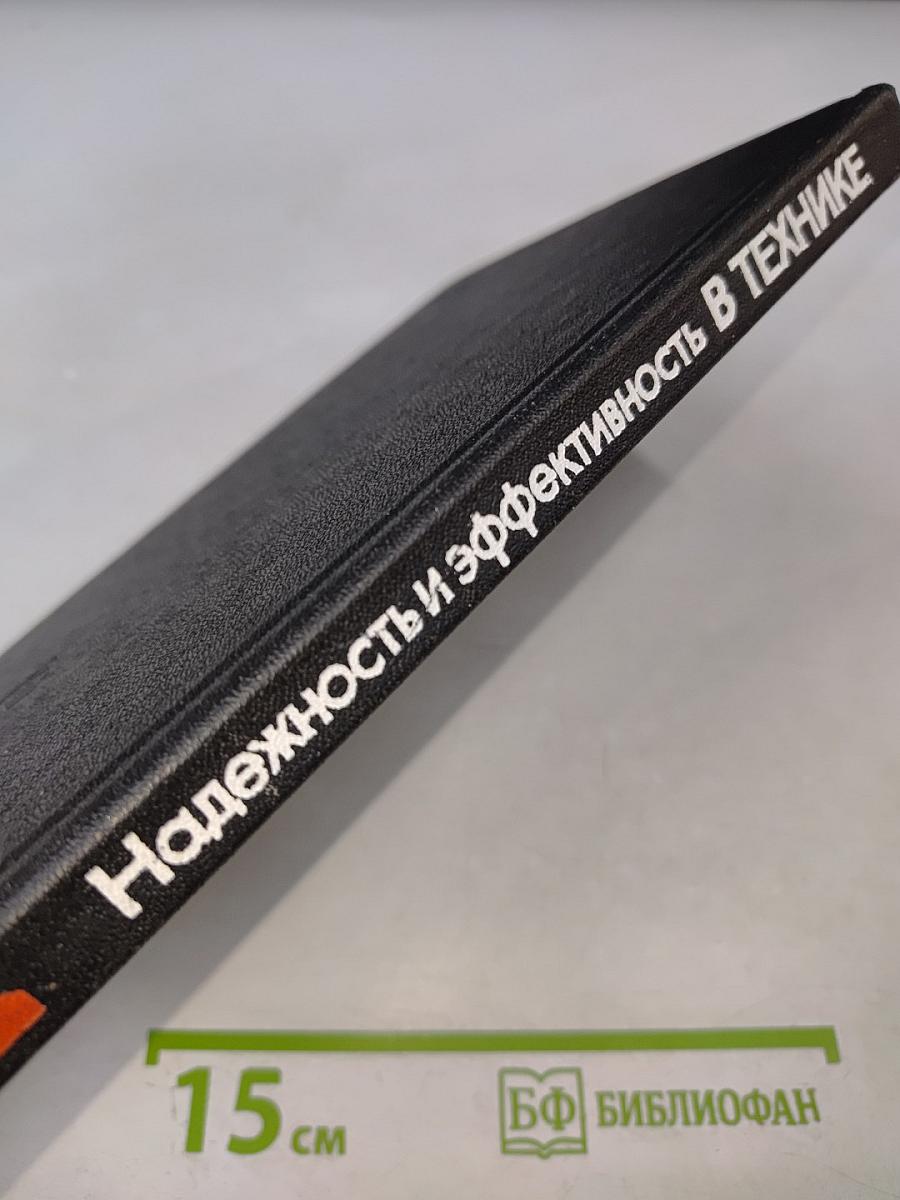 Надежность и эффективность В ТЕХНИКЕ
15 см
БФ БИБЛИОФАН